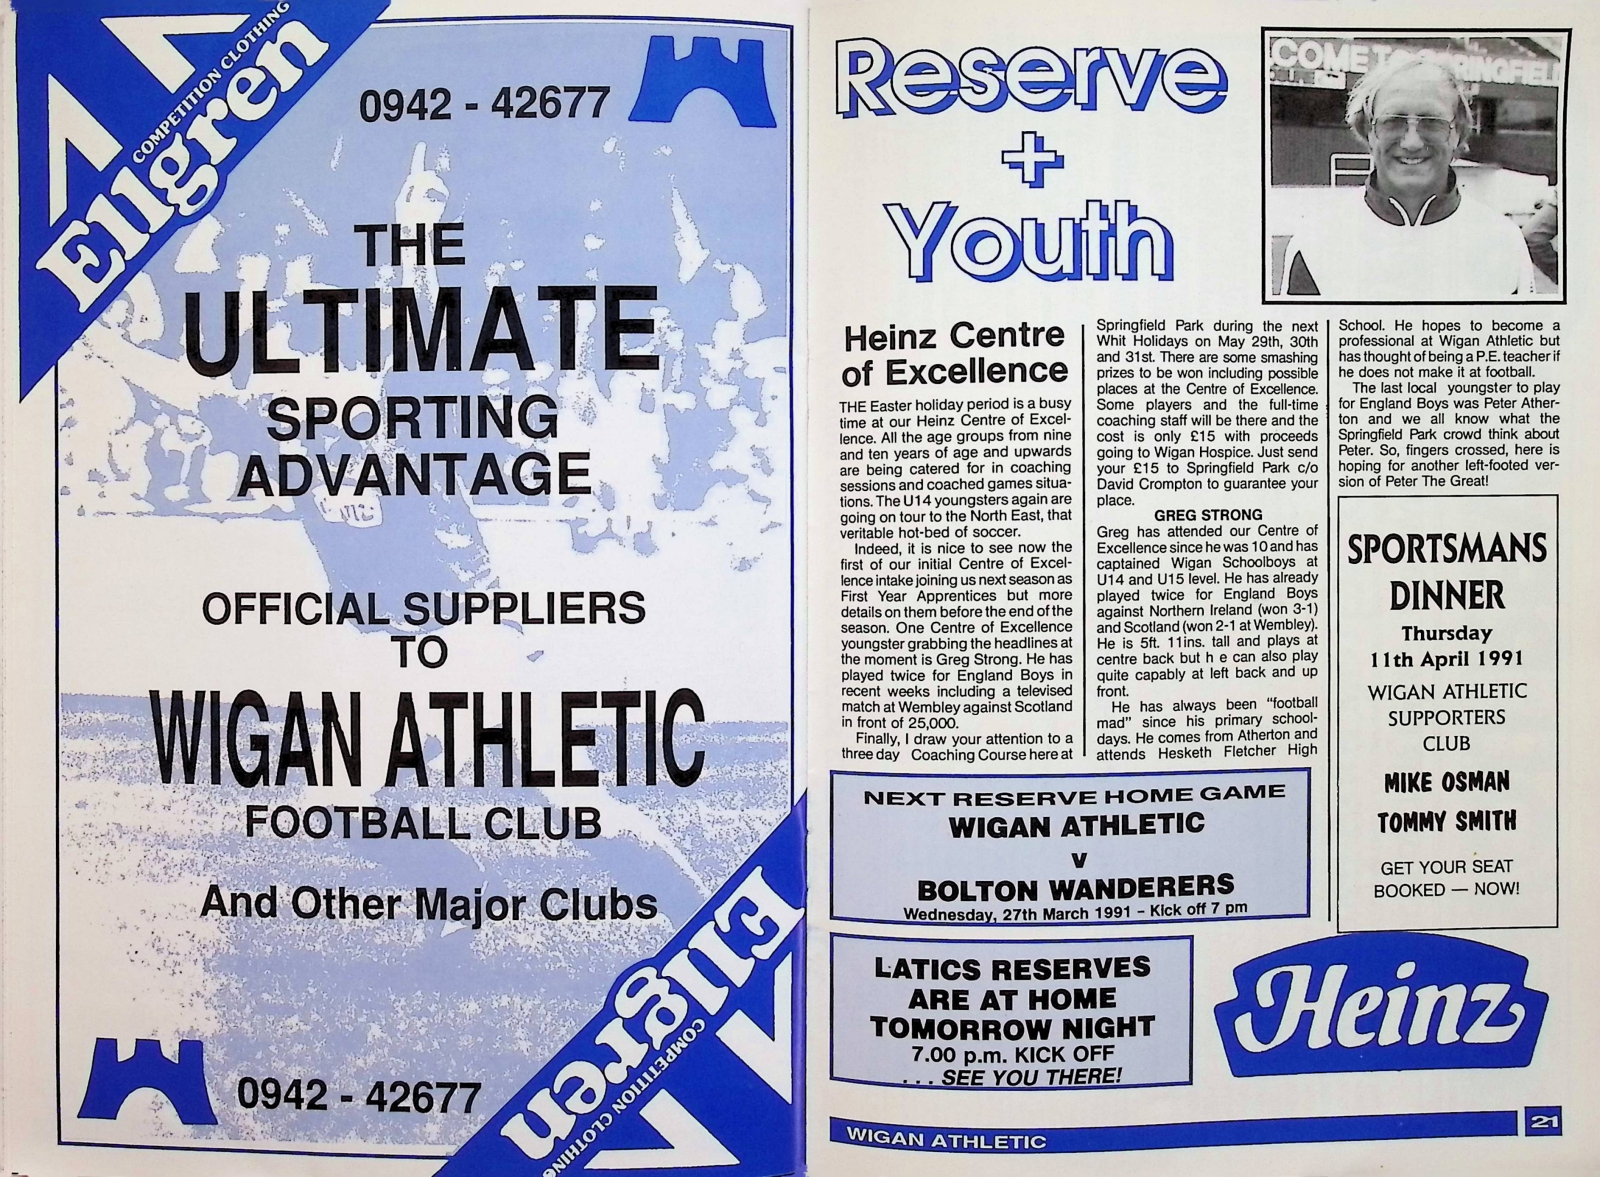 COMPETITION CLOTHING
Ellgren
0942 - 42677
THE
ULTIMATE
SPORTING
ADVANTAGE
OFFICIAL SUPPLIERS
TO
WIGAN ATHLETIC
FOOTBALL CLUB
And Other Major Clubs
0942 - 42677
Ellgren
COMPETITION CLOTHING
Reserve
+
Youth
COME TO SPRINGFIELD
Heinz Centre
of Excellence
THE Easter holiday period is a busy
time at our Heinz Centre of Excel-
lence. All the age groups from nine
and ten years of age and upwards
are being catered for in coaching
sessions and coached games situa-
tions. The U14 youngsters again are
going on tour to the North East, that
veritable hot-bed of soccer.
Indeed, it is nice to see now the
first of our initial Centre of Excel-
lence intake joining us next season as
First Year Apprentices but more
details on them before the end of the
season. One Centre of Excellence
youngster grabbing the headlines at
the moment is Greg Strong. He has
played twice for England Boys in
recent weeks including a televised
match at Wembley against Scotland
in front of 25,000.
Finally, I draw your attention to a
three day Coaching Course here at
Springfield Park during the next
Whit Holidays on May 29th, 30th
and 31st. There are some smashing
prizes to be won including possible
places at the Centre of Excellence.
Some players and the full-time
coaching staff will be there and the
cost is only £15 with proceeds
going to Wigan Hospice. Just send
your £15 to Springfield Park c/o
David Crompton to guarantee your
place.
GREG STRONG
Greg has attended our Centre of
Excellence since he was 10 and has
captained Wigan Schoolboys at
U14 and U15 level. He has already
played twice for England Boys
against Northern Ireland (won 3-1)
and Scotland (won 2-1 at Wembley).
He is 5ft. 11ins. tall and plays at
centre back but h e can also play
quite capably at left back and up
front.
He has always been "football
mad" since his primary school-
days. He comes from Atherton and
attends Hesketh Fletcher High
School. He hopes to become a
professional at Wigan Athletic but
has thought of being a P.E. teacher if
he does not make it at football.
The last local youngster to play
for England Boys was Peter Ather-
ton and we all know what the
Springfield Park crowd think about
Peter. So, fingers crossed, here is
hoping for another left-footed ver-
sion of Peter The Great!
SPORTSMANS
DINNER
Thursday
11th April 1991
WIGAN ATHLETIC
SUPPORTERS
CLUB
MIKE OSMAN
TOMMY SMITH
GET YOUR SEAT
BOOKED — NOW!
NEXT RESERVE HOME GAME
WIGAN ATHLETIC
v
BOLTON WANDERERS
Wednesday, 27th March 1991 – Kick off 7 pm
LATICS RESERVES
ARE AT HOME
TOMORROW NIGHT
7.00 p.m. KICK OFF
. . . SEE YOU THERE!
Heinz
WIGAN ATHLETIC
21